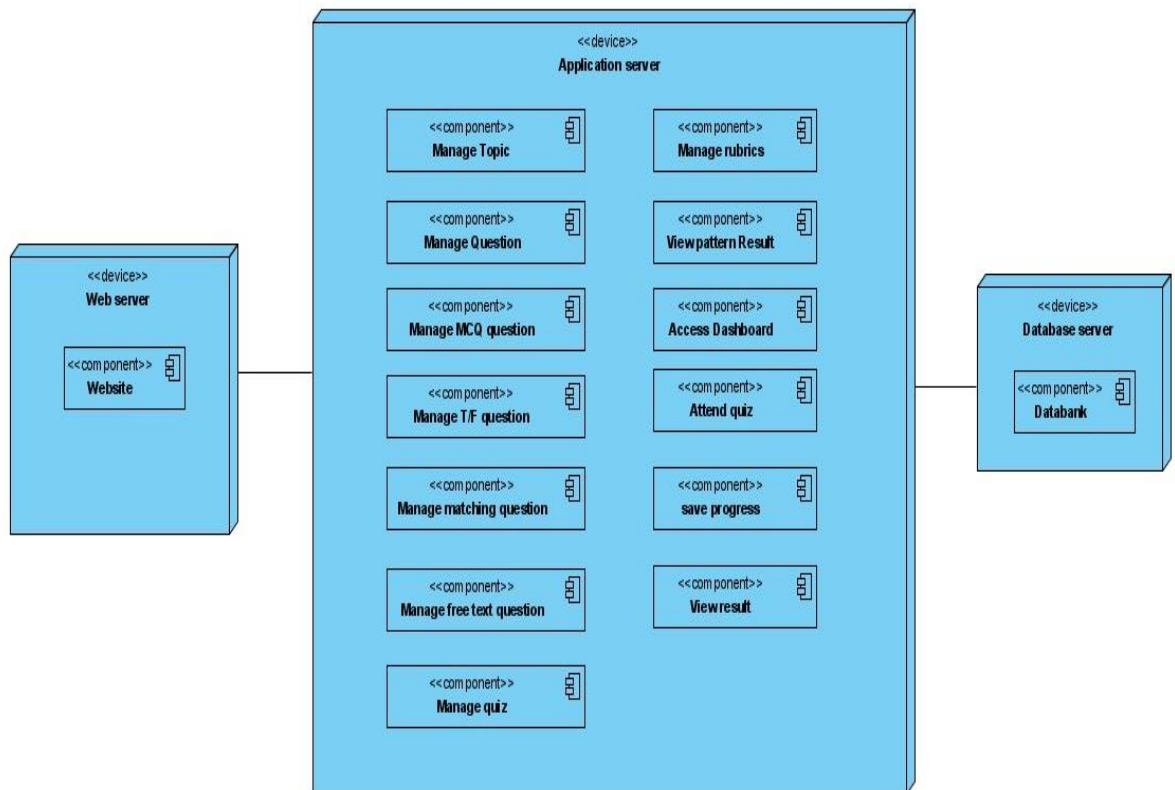 <<device>>
Web server
<<component>>
Website
<<device>>
Application server
<<component>>
Manage Topic
<<component>>
Manage Question
<<component>>
Manage MCQ question
<<component>>
Manage T/F question
<<component>>
Manage matching question
<<component>>
Manage free text question
<<component>>
Manage quiz
<<component>>
Manage rubrics
<<component>>
View pattern Result
<<component>>
Access Dashboard
<<component>>
Attend quiz
<<component>>
save progress
<<component>>
View result
<<device>>
Database server
<<component>>
Databank